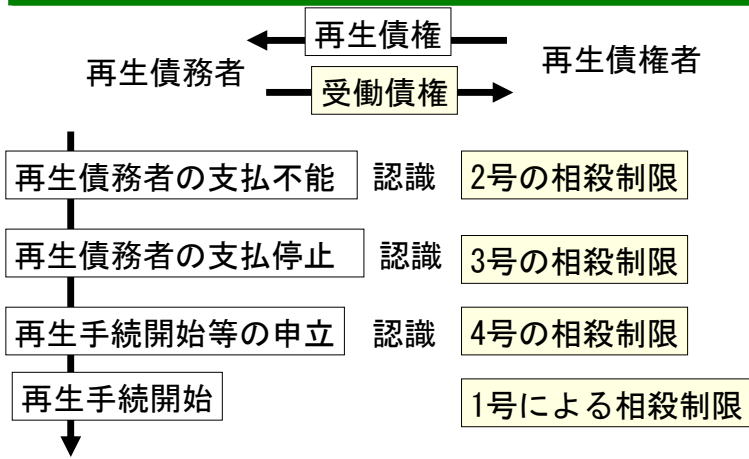 再生債権
再生債務者
再生債権者
受働債権
再生債務者の支払不能 認識 2号の相殺制限
再生債務者の支払停止 認識 3号の相殺制限
再生手続開始等の申立 認識 4号の相殺制限
再生手続開始 1号による相殺制限